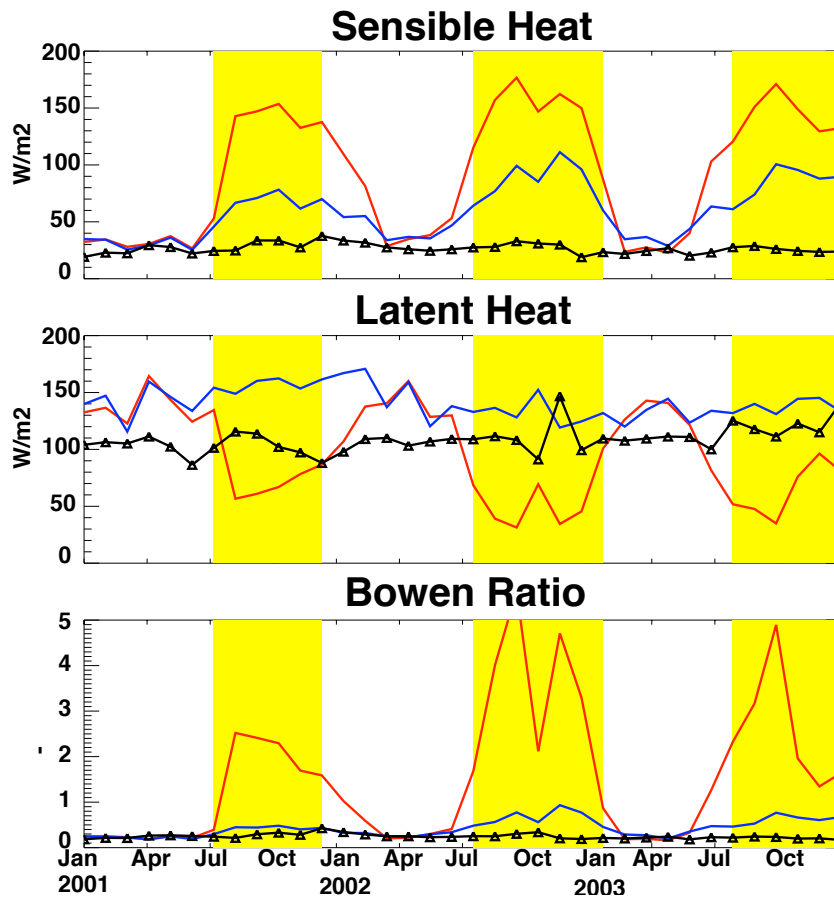 Sensible Heat
200
150
100
50
0
W/m2
Latent Heat
200
150
100
50
0
W/m2
Bowen Ratio
5
4
3
2
1
0
-
Jan Apr Jul Oct Jan Apr Jul Oct Jan Apr Jul Oct
2001 2002 2003